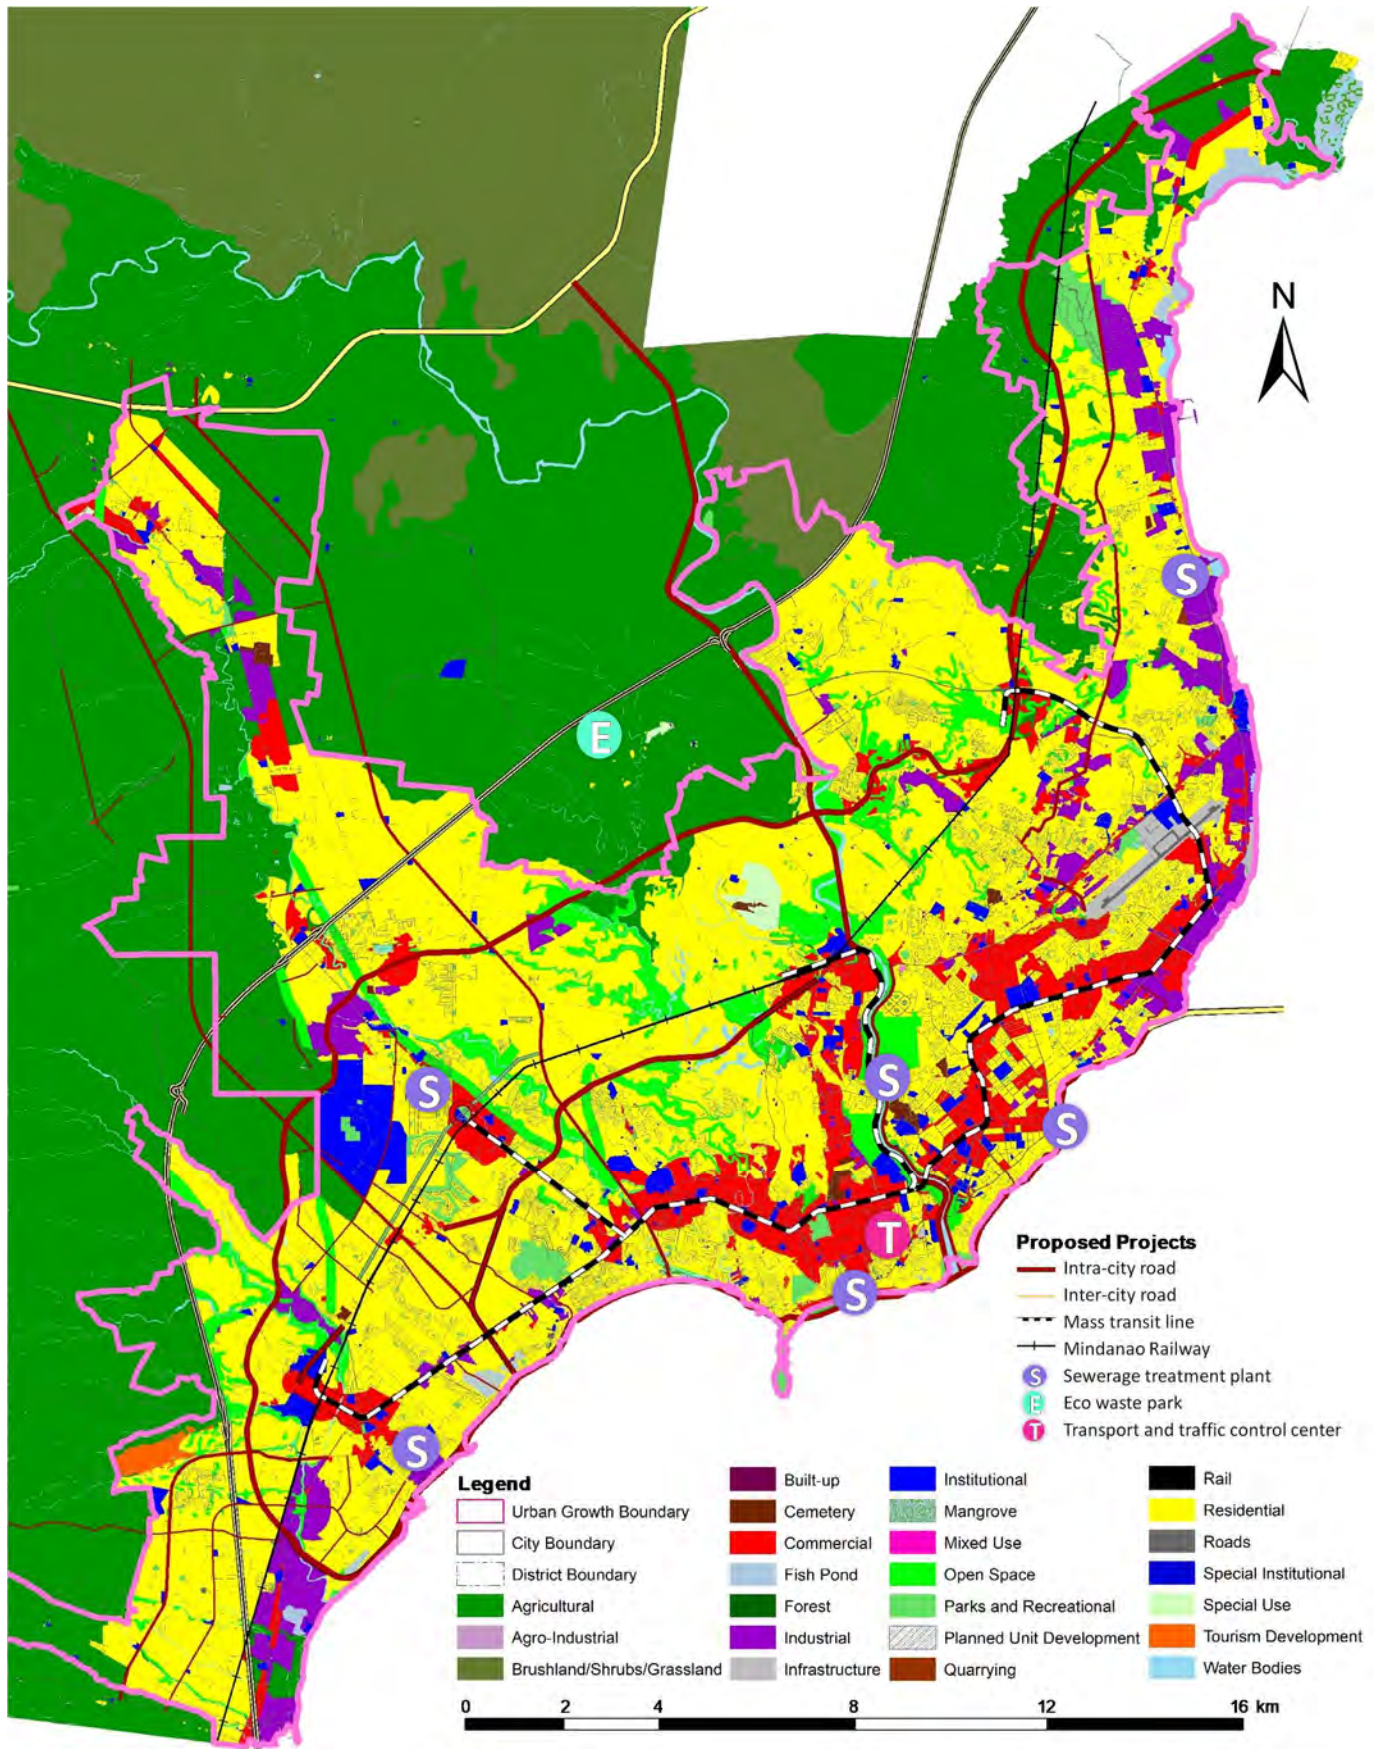 N
S
E
S
S
S
T
S
S
Proposed Projects
Intra-city road
Inter-city road
Mass transit line
Mindanao Railway
S Sewerage treatment plant
E Eco waste park
T Transport and traffic control center
Legend
Urban Growth Boundary
City Boundary
District Boundary
Agricultural
Agro-Industrial
Brushland/Shrubs/Grassland
Built-up
Cemetery
Commercial
Fish Pond
Forest
Industrial
Infrastructure
Institutional
Mangrove
Mixed Use
Open Space
Parks and Recreational
Planned Unit Development
Quarrying
Rail
Residential
Roads
Special Institutional
Special Use
Tourism Development
Water Bodies
0 2 4 8 12 16 km